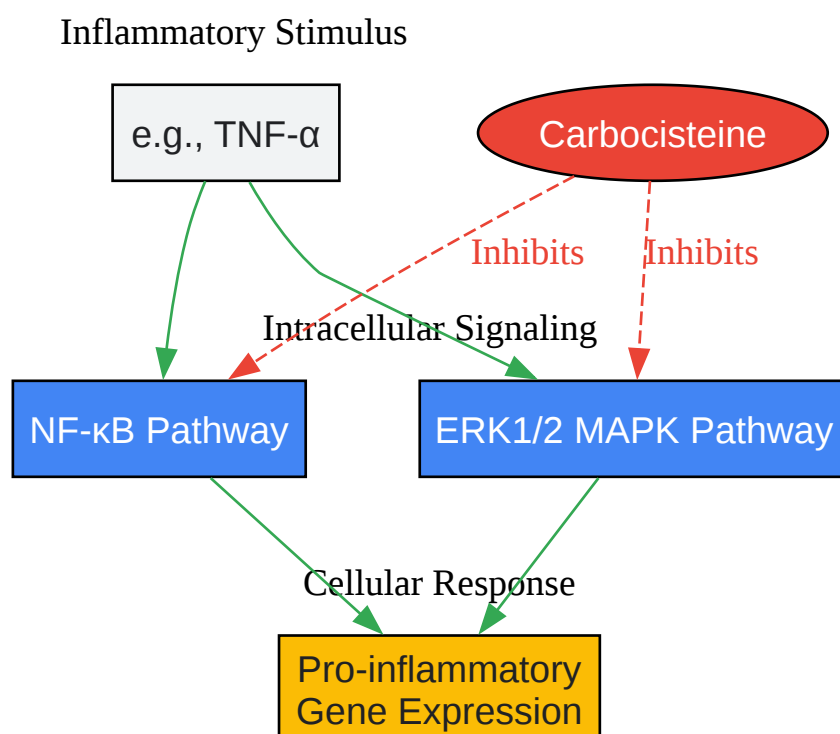 Inflammatory Stimulus
e.g., TNF-α
Carbocisteine
Inhibits
Inhibits
Intracellular Signaling
NF-κB Pathway
ERK1/2 MAPK Pathway
Cellular Response
Pro-inflammatory
Gene Expression